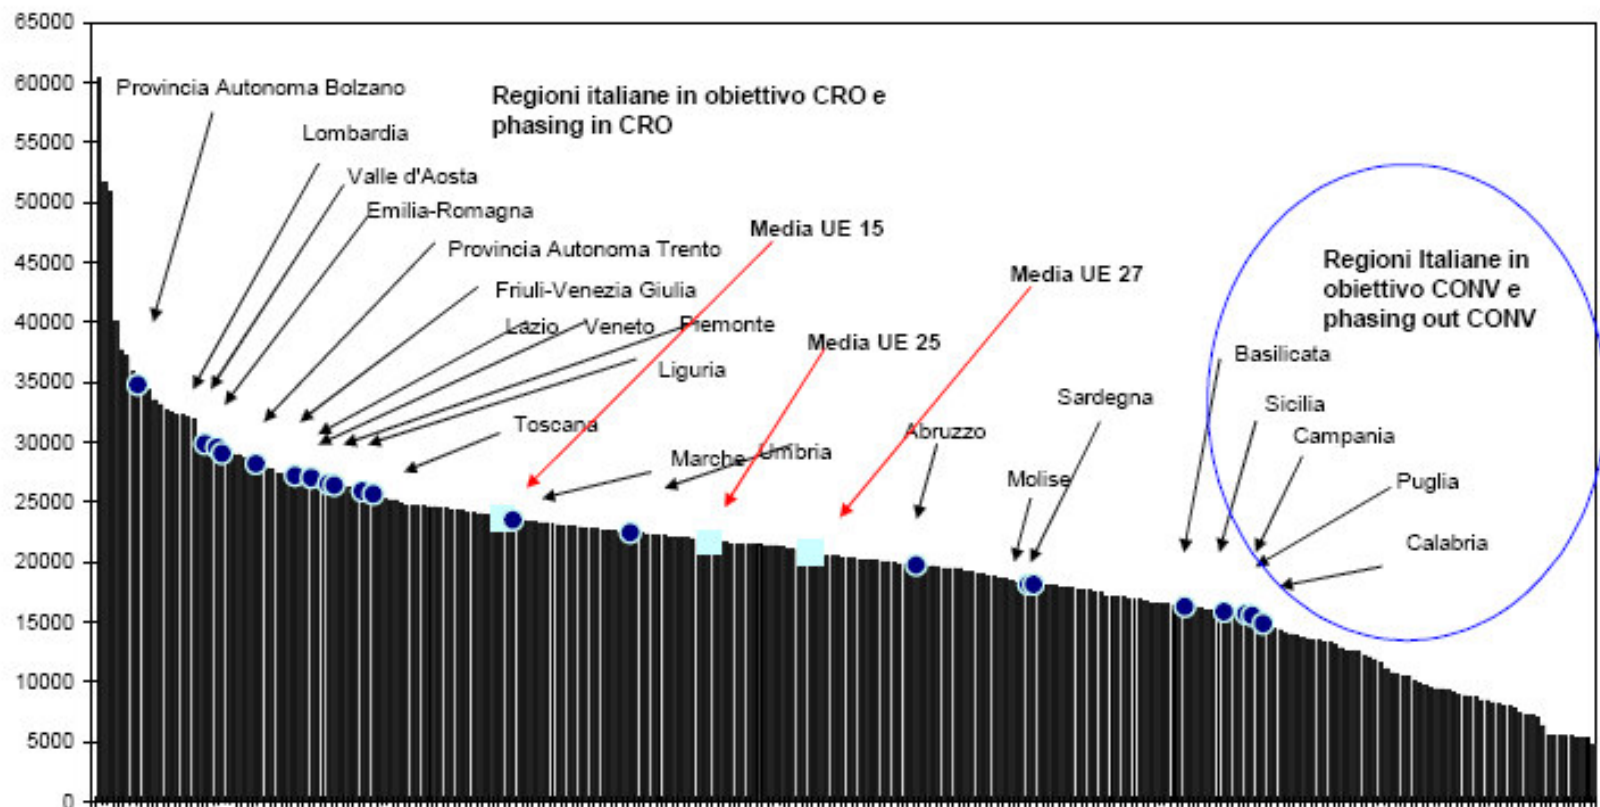 65000
60000
55000
50000
45000
40000
35000
30000
25000
20000
15000
10000
5000
0
Provincia Autonoma Bolzano
Regioni italiane in obiettivo CRO e
phasing in CRO
Lombardia
Valle d'Aosta
Emilia-Romagna
Media UE 15
Provincia Autonoma Trento
Media UE 27
Regioni Italiane in
obiettivo CONV e
phasing out CONV
Friuli-Venezia Giulia
Lazio
Veneto
Piemonte
Media UE 25
Basilicata
Liguria
Sardegna
Sicilia
Toscana
Abruzzo
Campania
Marche
Umbria
Molise
Puglia
Calabria